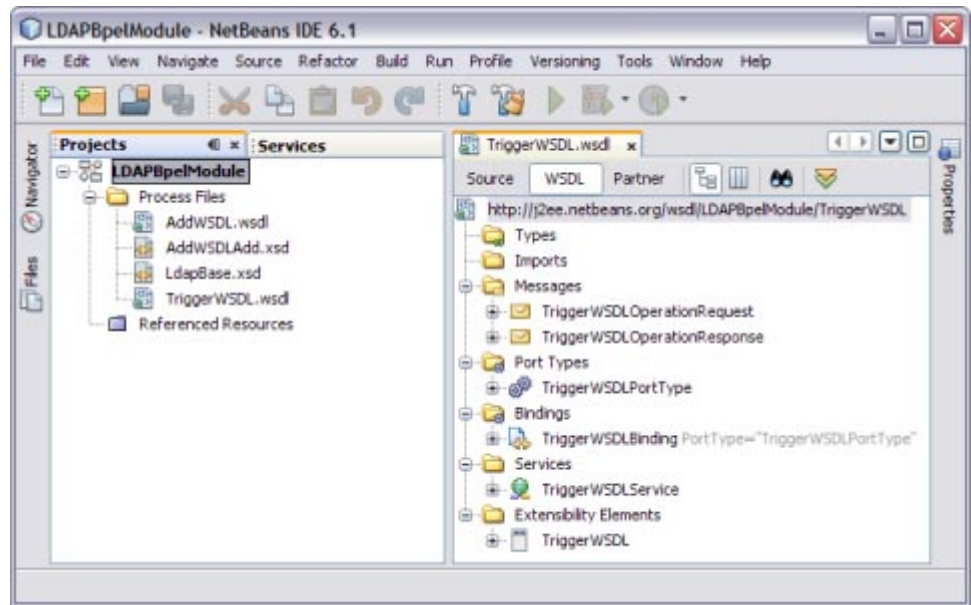 LDAPBpelModule - NetBeans IDE 6.1
File Edit View Navigate Source Refactor Build Run Profile Versioning Tools Window Help
Projects
Services
LDAPBpelModule
Process Files
AddWSDL.wsdl
AddWSDLAdd.xsd
LdapBase.xsd
TriggerWSDL.wsdl
Referenced Resources
Navigator
Files
TriggerWSDL.wsdl
Source WSDL Partner
http://j2ee.netbeans.org/wsdl/LDAPBpelModule/TriggerWSDL
Types
Imports
Messages
TriggerWSDLOperationRequest
TriggerWSDLOperationResponse
Port Types
TriggerWSDLPortType
Bindings
TriggerWSDLBinding PortType="TriggerWSDLPortType"
Services
TriggerWSDLService
Extensibility Elements
TriggerWSDL
Properties